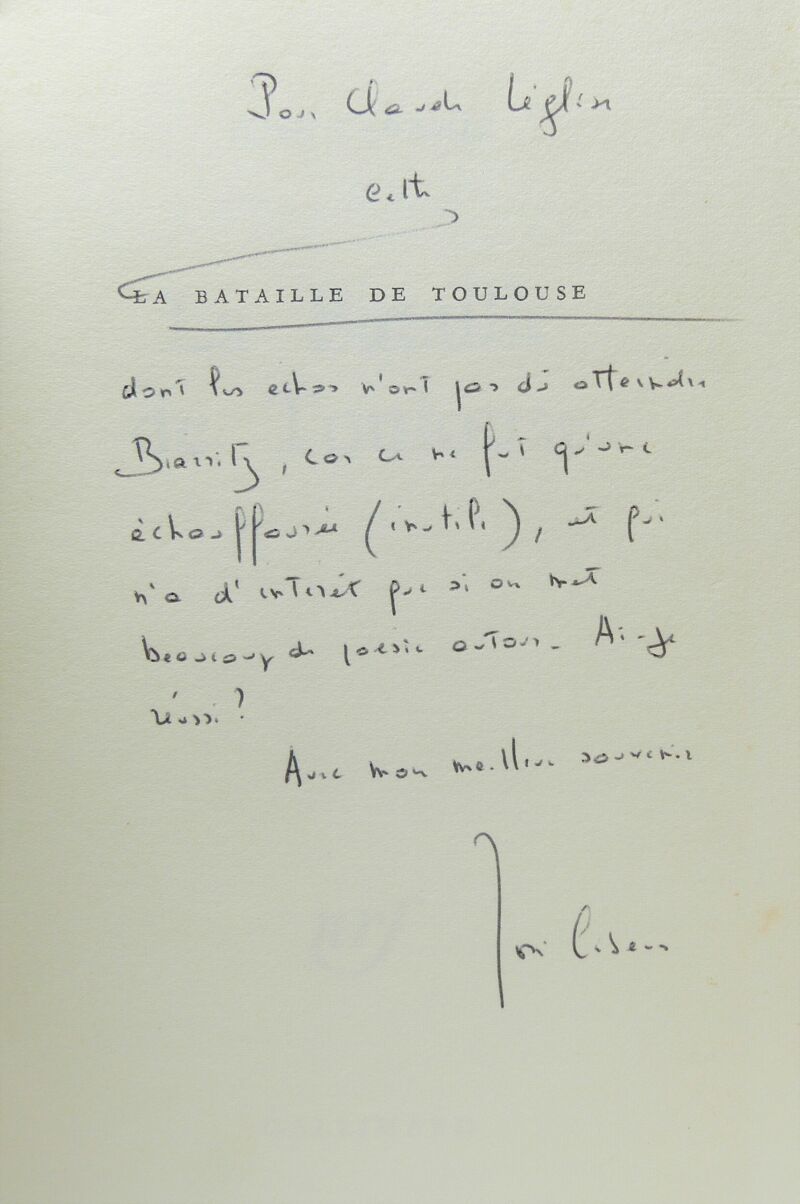 Pour Claude Léglise
cette
LA BATAILLE DE TOULOUSE
dont les échos n'ont pas dû atteindre
Biarritz, car ce ne fut qu'une
échauffourée (inutile), et qui
n'a d'intérêt que si on met
beaucoup de poésie autour. Ai-je
réussi ?
Avec mon meilleur souvenir
José Cabanis